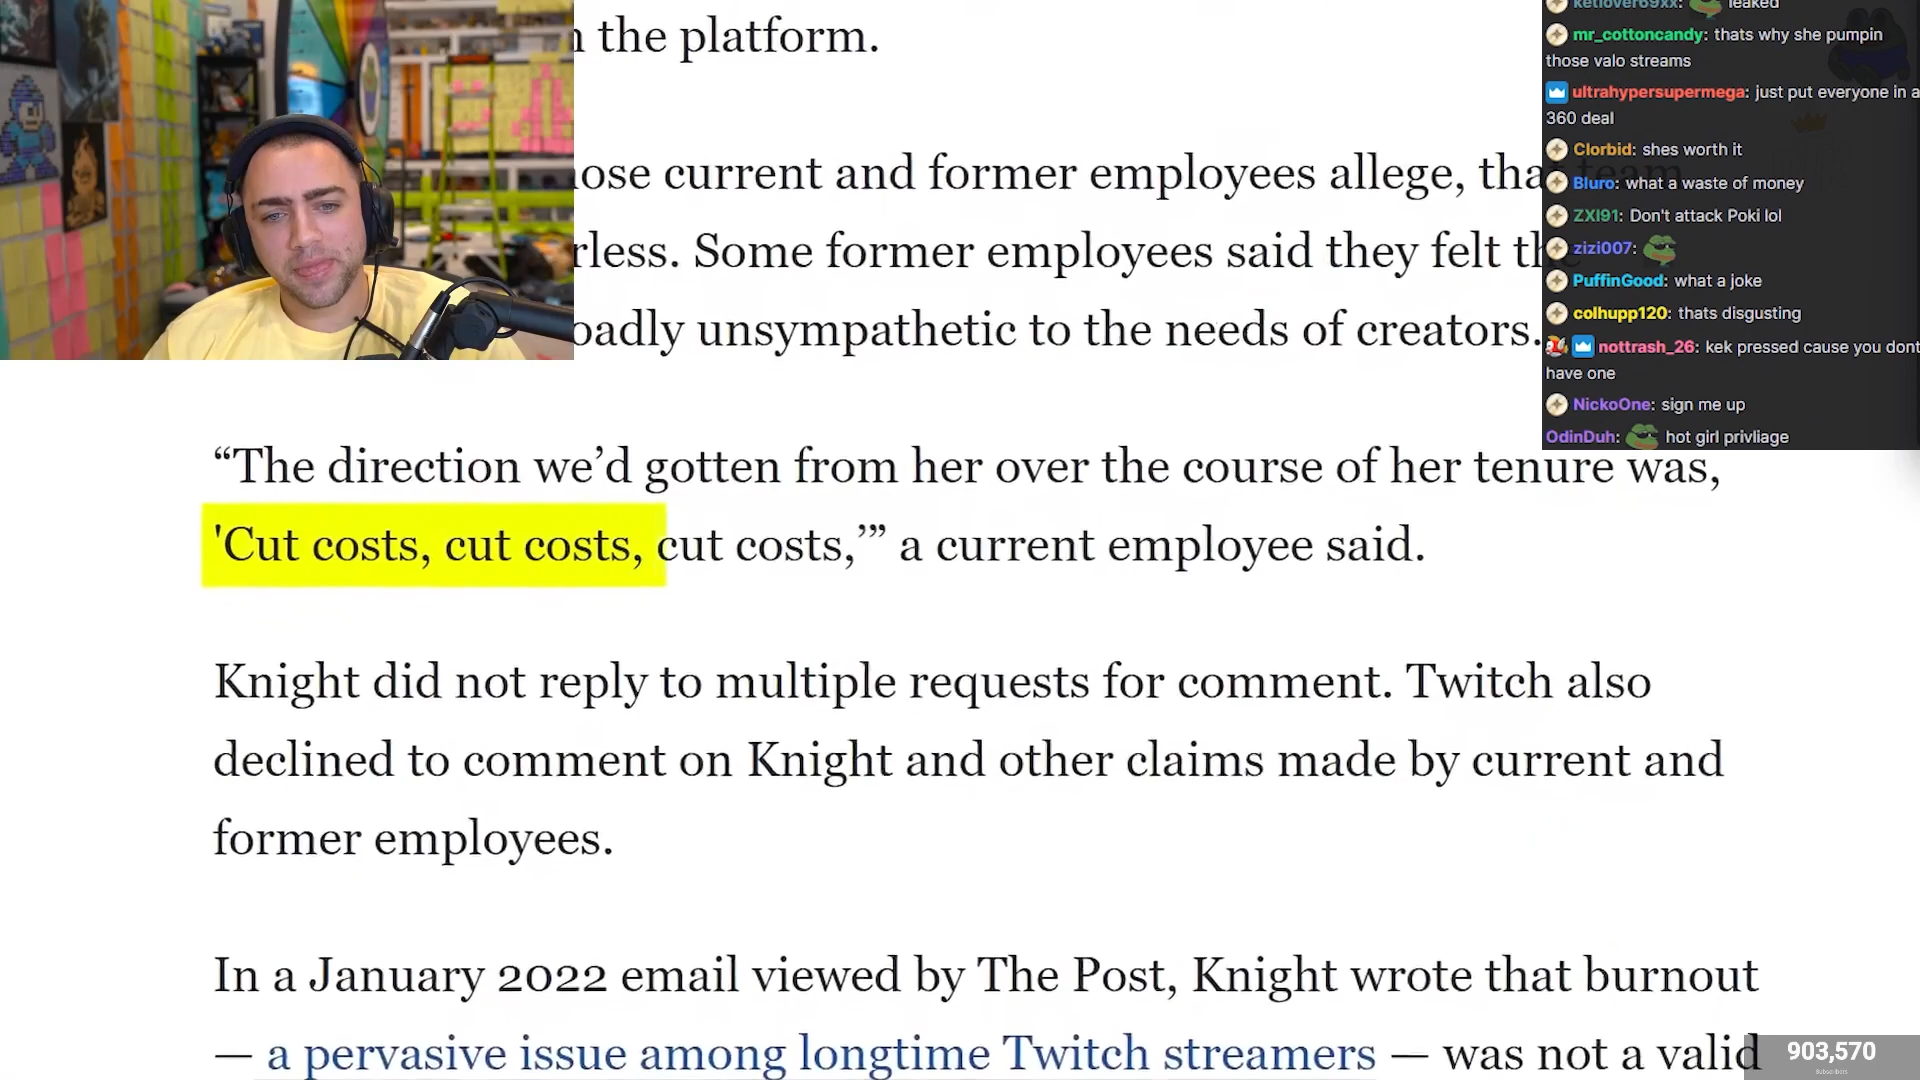 the platform.
current and former employees allege,
Some former employees said they felt
unsympathetic to the needs of creators.
“The direction we’d gotten from her over the course of her tenure was,
'Cut costs, cut costs, cut costs,’” a current employee said.
Knight did not reply to multiple requests for comment. Twitch also
declined to comment on Knight and other claims made by current and
former employees.
In a January 2022 email viewed by The Post, Knight wrote that burnout
— a pervasive issue among longtime Twitch streamers — was not a valid
ketlover69xx: leaked
mr_cottoncandy: thats why she pumpin
those valo streams
ultrahypersupermega: just put everyone in a
360 deal
Clorbid: shes worth it
Bluro: what a waste of money
ZXI91: Don't attack Poki lol
zizi007:
PuffinGood: what a joke
colhupp120: thats disgusting
nottrash_26: kek pressed cause you dont
have one
NickoOne: sign me up
OdinDuh: hot girl privliage
903,570
Subscribers